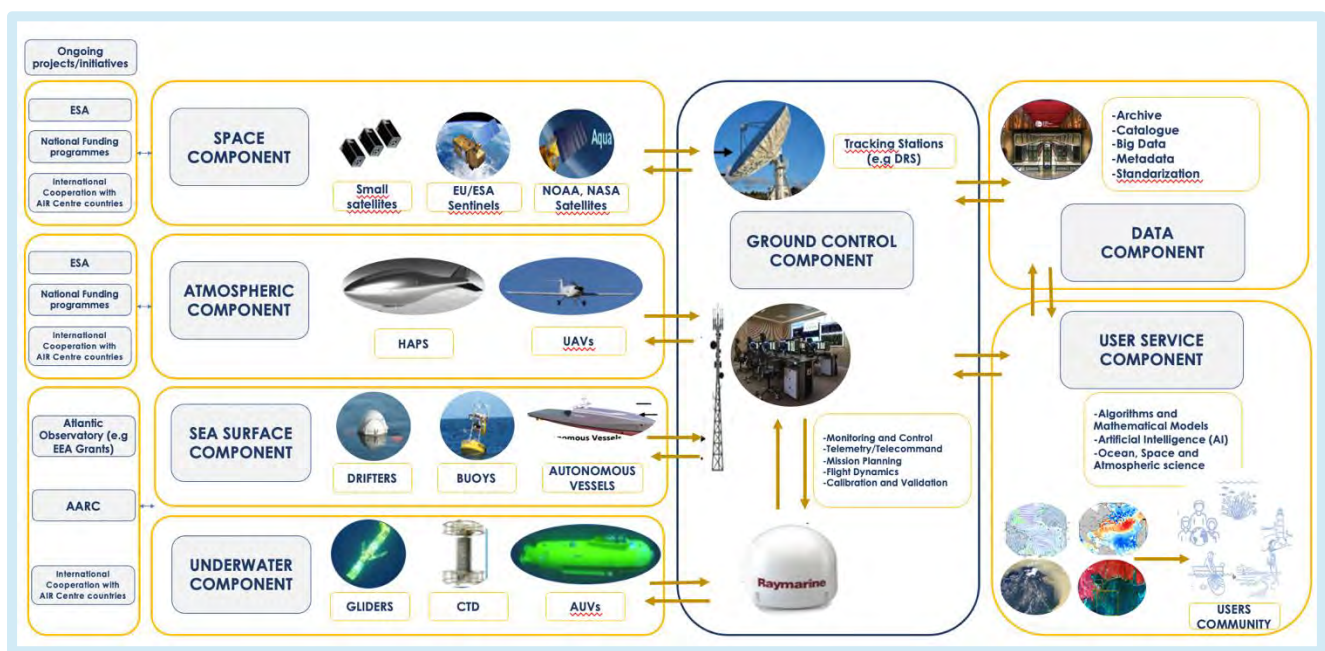 Ongoing
projects/initiatives
ESA
National Funding
programmes
International
Cooperation with
AIR Centre countries
SPACE
COMPONENT
Small
satellites
EU/ESA
Sentinels
Aqua
NOAA, NASA
Satellites
ESA
National Funding
programmes
International
Cooperation with
AIR Centre countries
ATMOSPHERIC
COMPONENT
HAPS
UAVs
Atlantic
Observatory (e.g
EEA Grants)
AARC
International
Cooperation with
AIR Centre countries
SEA SURFACE
COMPONENT
DRIFTERS
BUOYS
nomous Vessels
AUTONOMOUS
VESSELS
UNDERWATER
COMPONENT
GLIDERS
CTD
AUVs
Tracking Stations
(e.g DRS)
GROUND CONTROL
COMPONENT
-Monitoring and Control
-Telemetry/Telecommand
-Mission Planning
-Flight Dynamics
-Calibration and Validation
Raymarine
-Archive
-Catalogue
-Big Data
-Metadata
-Standarization
DATA
COMPONENT
USER SERVICE
COMPONENT
-Algorithms and
Mathematical Models
-Artificial Intelligence (AI)
-Ocean, Space and
Atmospheric science
USERS
COMMUNITY